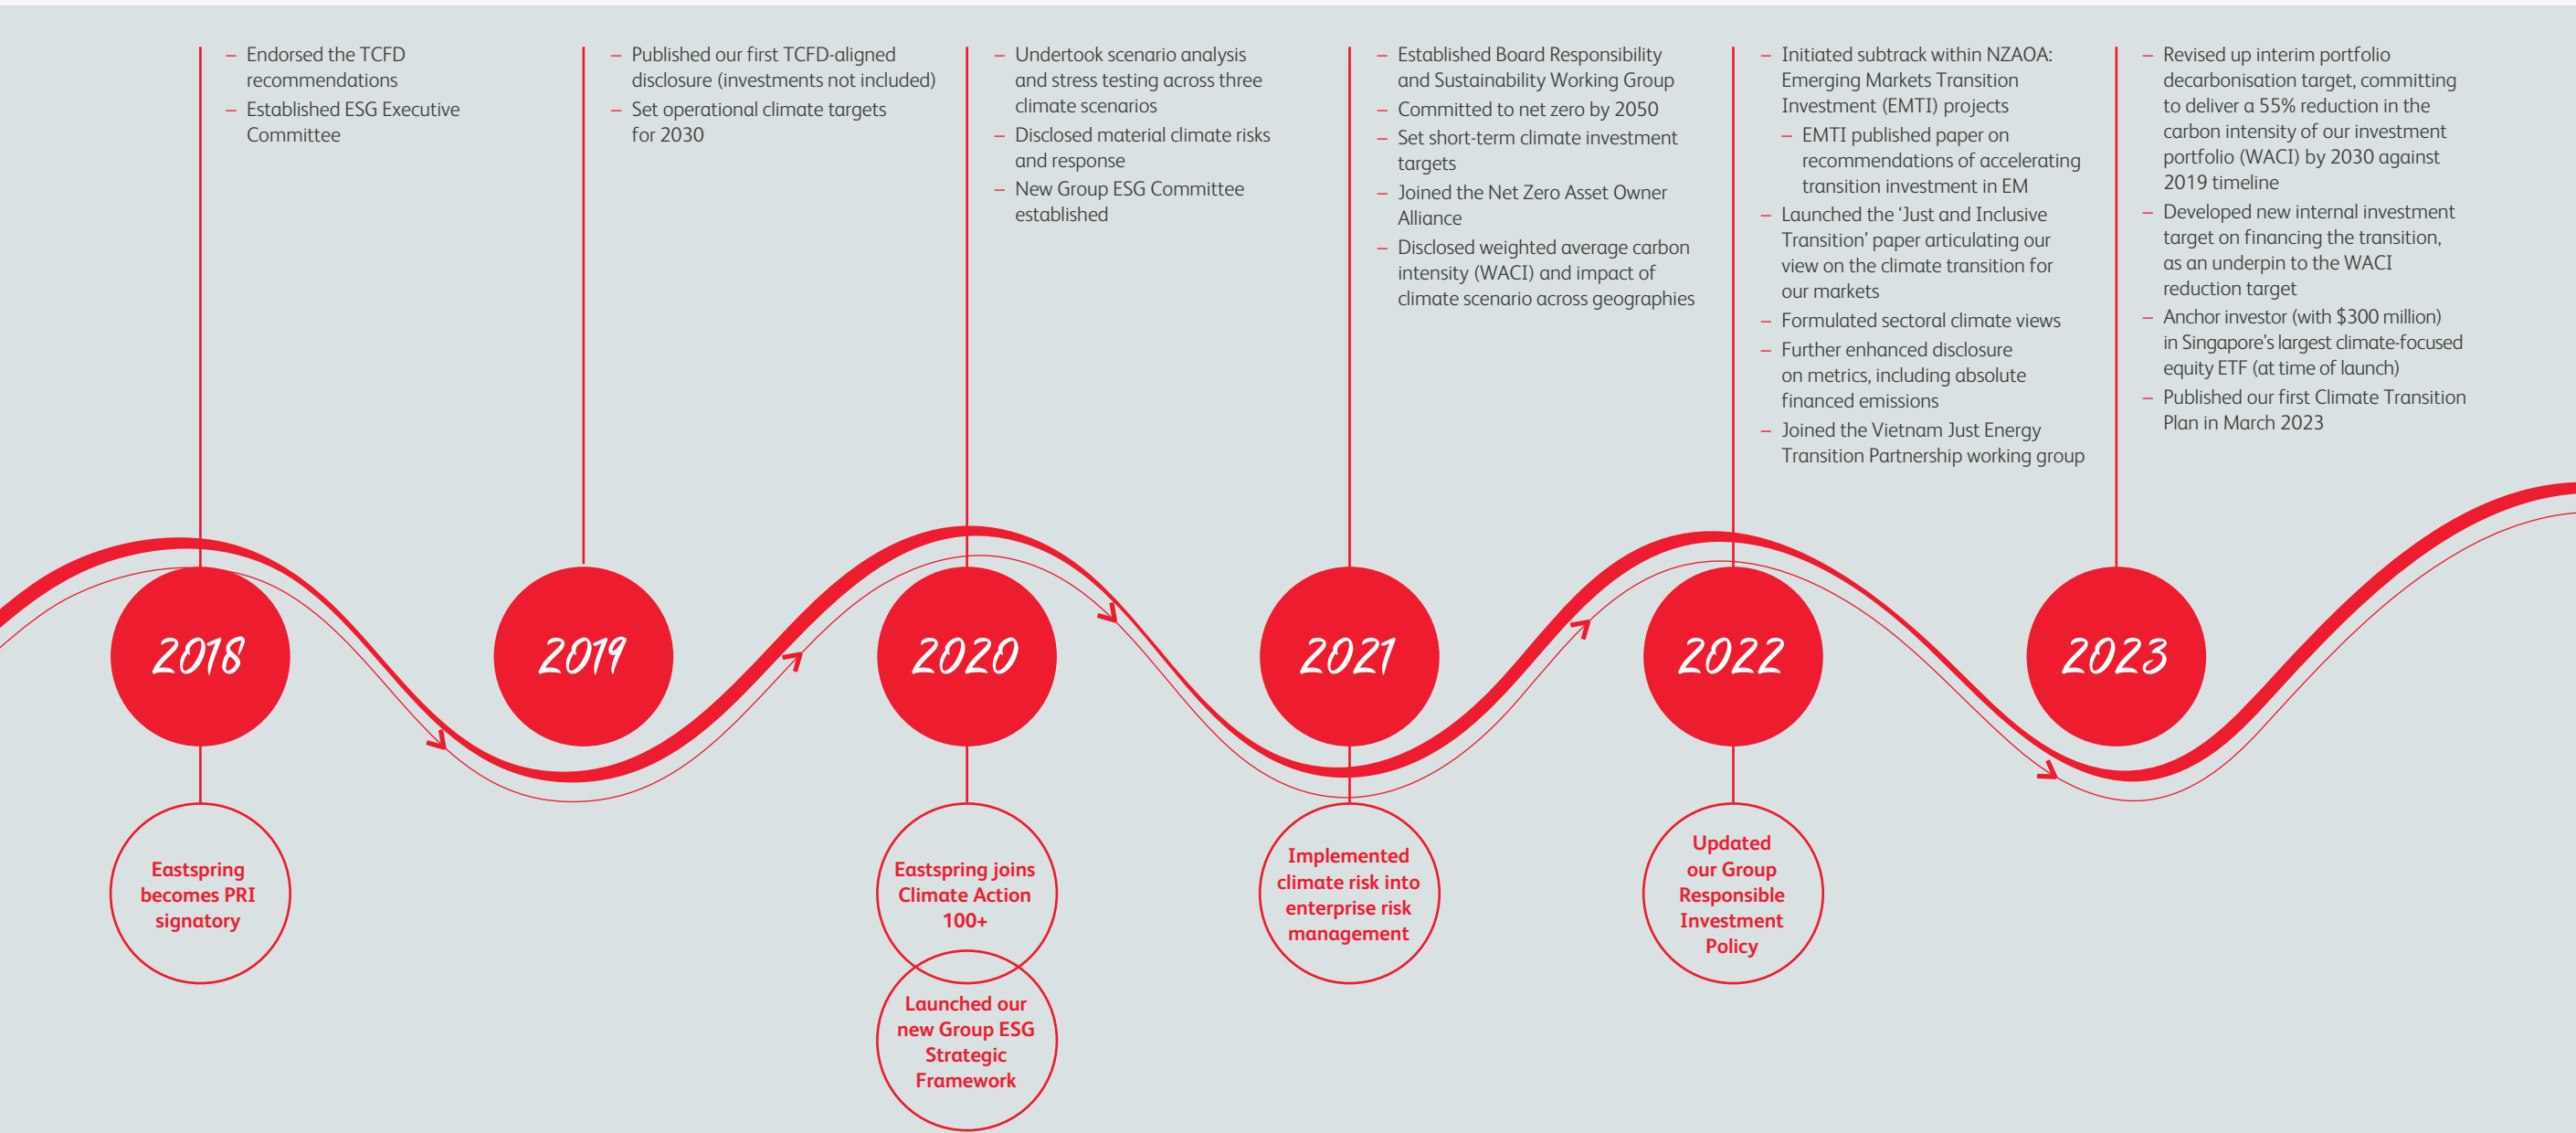 – Endorsed the TCFD
recommendations
– Established ESG Executive
Committee
– Published our first TCFD-aligned
disclosure (investments not included)
– Set operational climate targets
for 2030
– Undertook scenario analysis
and stress testing across three
climate scenarios
– Disclosed material climate risks
and response
– New Group ESG Committee
established
– Established Board Responsibility
and Sustainability Working Group
– Committed to net zero by 2050
– Set short-term climate investment
targets
– Joined the Net Zero Asset Owner
Alliance
– Disclosed weighted average carbon
intensity (WACI) and impact of
climate scenario across geographies
– Initiated subtrack within NZAOA:
Emerging Markets Transition
Investment (EMTI) projects
– EMTI published paper on
recommendations of accelerating
transition investment in EM
– Launched the ‘Just and Inclusive
Transition’ paper articulating our
view on the climate transition for
our markets
– Formulated sectoral climate views
– Further enhanced disclosure
on metrics, including absolute
financed emissions
– Joined the Vietnam Just Energy
Transition Partnership working group
– Revised up interim portfolio
decarbonisation target, committing
to deliver a 55% reduction in the
carbon intensity of our investment
portfolio (WACI) by 2030 against
2019 timeline
– Developed new internal investment
target on financing the transition,
as an underpin to the WACI
reduction target
– Anchor investor (with $300 million)
in Singapore’s largest climate-focused
equity ETF (at time of launch)
– Published our first Climate Transition
Plan in March 2023
2018
2019
2020
2021
2022
2023
Eastspring
becomes PRI
signatory
Eastspring joins
Climate Action
100+
Launched our
new Group ESG
Strategic
Framework
Implemented
climate risk into
enterprise risk
management
Updated
our Group
Responsible
Investment
Policy